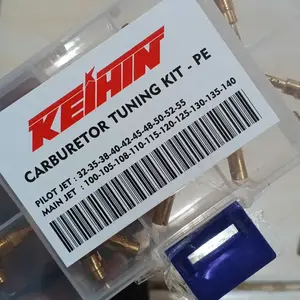 KEIHIN
CARBURETOR TUNING KIT - PE
PILOT JET : 32-35-38-40-42-45-48-50-52-55
MAIN JET : 100-105-108-110-115-120-125-130-135-140